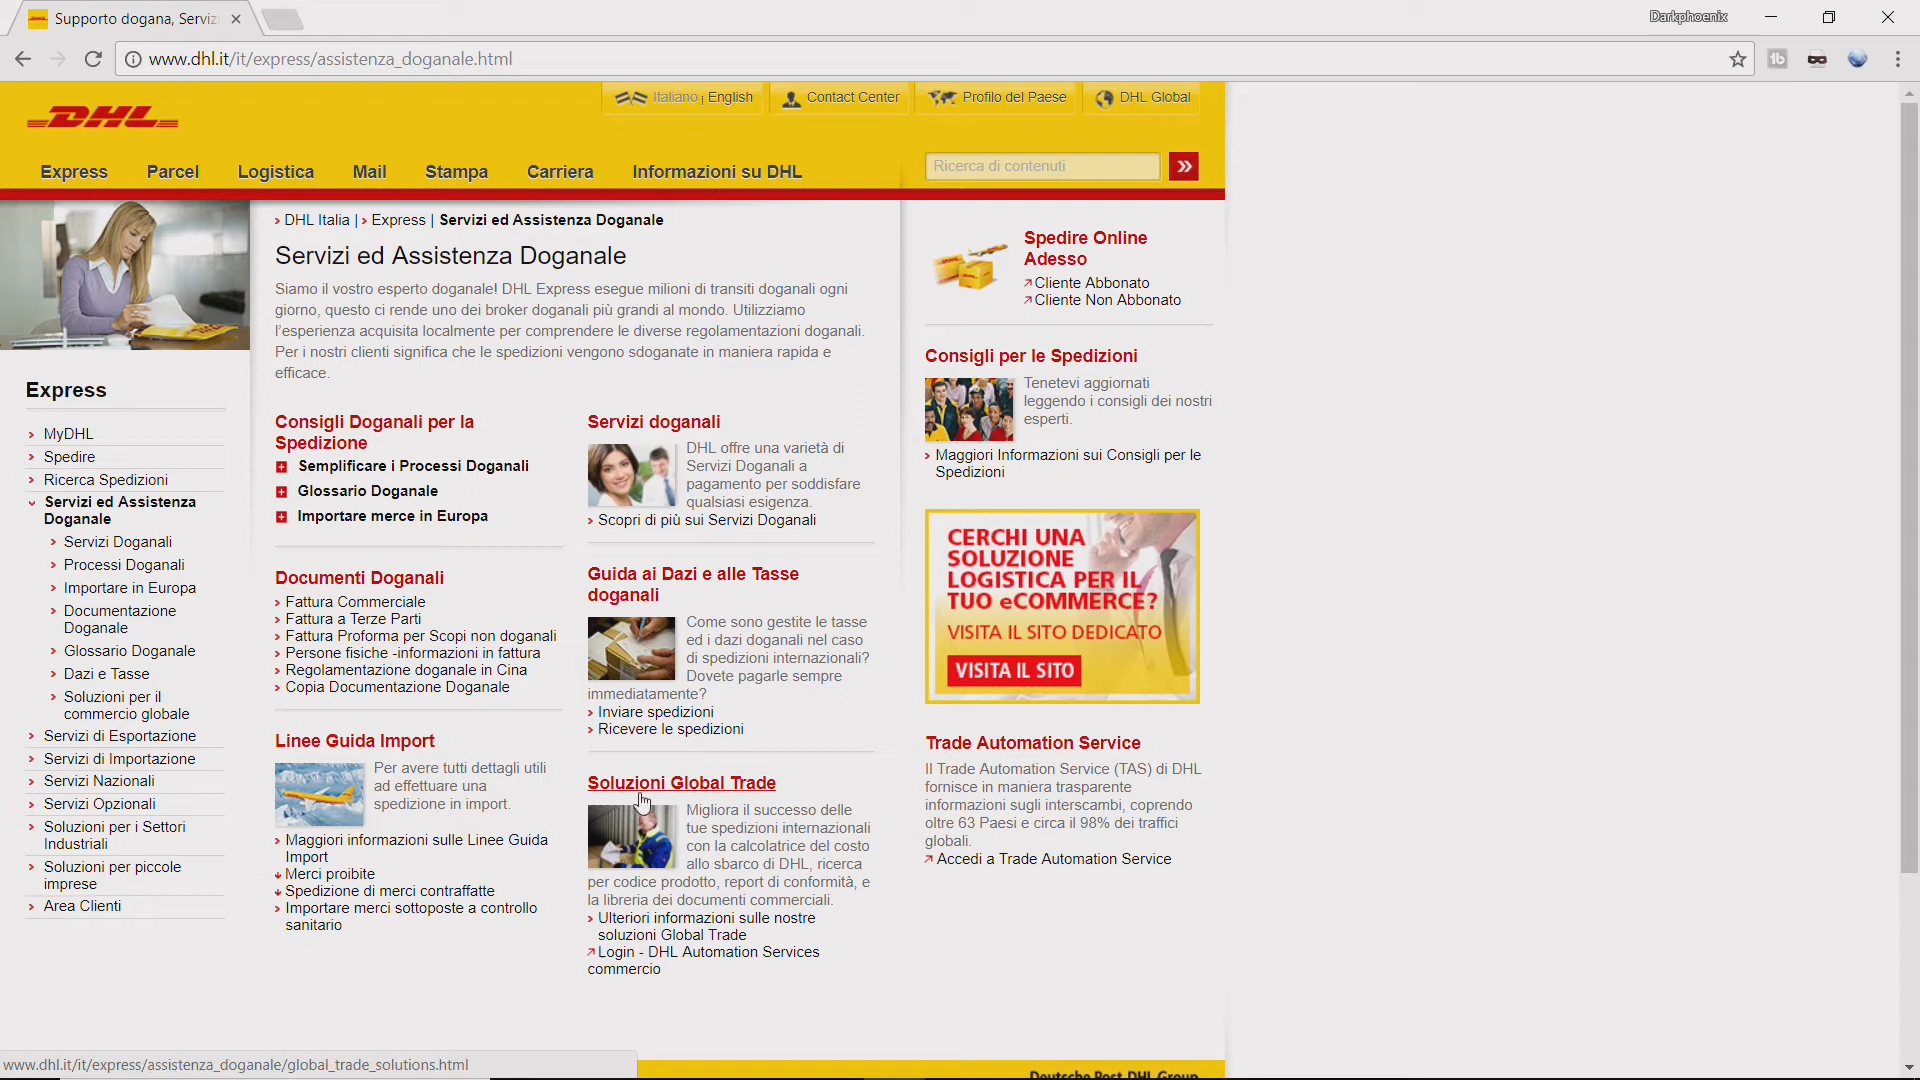 Supporto dogana, Serviz
Darkphoenix
www.dhl.it/it/express/assistenza_doganale.html
DHL
Italiano | English
Contact Center
Profilo del Paese
DHL Global
Express
Parcel
Logistica
Mail
Stampa
Carriera
Informazioni su DHL
Ricerca di contenuti
DHL Italia | Express | Servizi ed Assistenza Doganale
Servizi ed Assistenza Doganale
Siamo il vostro esperto doganale! DHL Express esegue milioni di transiti doganali ogni
giorno, questo ci rende uno dei broker doganali più grandi al mondo. Utilizziamo
l'esperienza acquisita localmente per comprendere le diverse regolamentazioni doganali.
Per i nostri clienti significa che le spedizioni vengono sdoganate in maniera rapida e
efficace.
Express
MyDHL
Spedire
Ricerca Spedizioni
Servizi ed Assistenza
Doganale
Servizi Doganali
Processi Doganali
Importare in Europa
Documentazione
Doganale
Glossario Doganale
Dazi e Tasse
Soluzioni per il
commercio globale
Servizi di Esportazione
Servizi di Importazione
Servizi Nazionali
Servizi Opzionali
Soluzioni per i Settori
Industriali
Soluzioni per piccole
imprese
Area Clienti
Consigli Doganali per la
Spedizione
Semplificare i Processi Doganali
Glossario Doganale
Importare merce in Europa
Documenti Doganali
Fattura Commerciale
Fattura a Terze Parti
Fattura Proforma per Scopi non doganali
Persone fisiche -informazioni in fattura
Regolamentazione doganale in Cina
Copia Documentazione Doganale
Linee Guida Import
Per avere tutti dettagli utili
ad effettuare una
spedizione in import.
Maggiori informazioni sulle Linee Guida
Import
Merci proibite
Spedizione di merci contraffatte
Importare merci sottoposte a controllo
sanitario
Servizi doganali
DHL offre una varietà di
Servizi Doganali a
pagamento per soddisfare
qualsiasi esigenza.
Scopri di più sui Servizi Doganali
Guida ai Dazi e alle Tasse
doganali
Come sono gestite le tasse
ed i dazi doganali nel caso
di spedizioni internazionali?
Dovete pagarle sempre
immediatamente?
Inviare spedizioni
Ricevere le spedizioni
Soluzioni Global Trade
Migliora il successo delle
tue spedizioni internazionali
con la calcolatrice del costo
allo sbarco di DHL, ricerca
per codice prodotto, report di conformità, e
la libreria dei documenti commerciali.
Ulteriori informazioni sulle nostre
soluzioni Global Trade
Login - DHL Automation Services
commercio
Spedire Online
Adesso
Cliente Abbonato
Cliente Non Abbonato
Consigli per le Spedizioni
Tenetevi aggiornati
leggendo i consigli dei nostri
esperti.
Maggiori Informazioni sui Consigli per le
Spedizioni
CERCHI UNA
SOLUZIONE
LOGISTICA PER IL
TUO eCOMMERCE?
VISITA IL SITO DEDICATO
VISITA IL SITO
Trade Automation Service
Il Trade Automation Service (TAS) di DHL
fornisce in maniera trasparente
informazioni sugli interscambi, coprendo
oltre 63 Paesi e circa il 98% dei traffici
globali.
Accedi a Trade Automation Service
www.dhl.it/it/express/assistenza_doganale/global_trade_solutions.html
Deutsche Post DHL Group